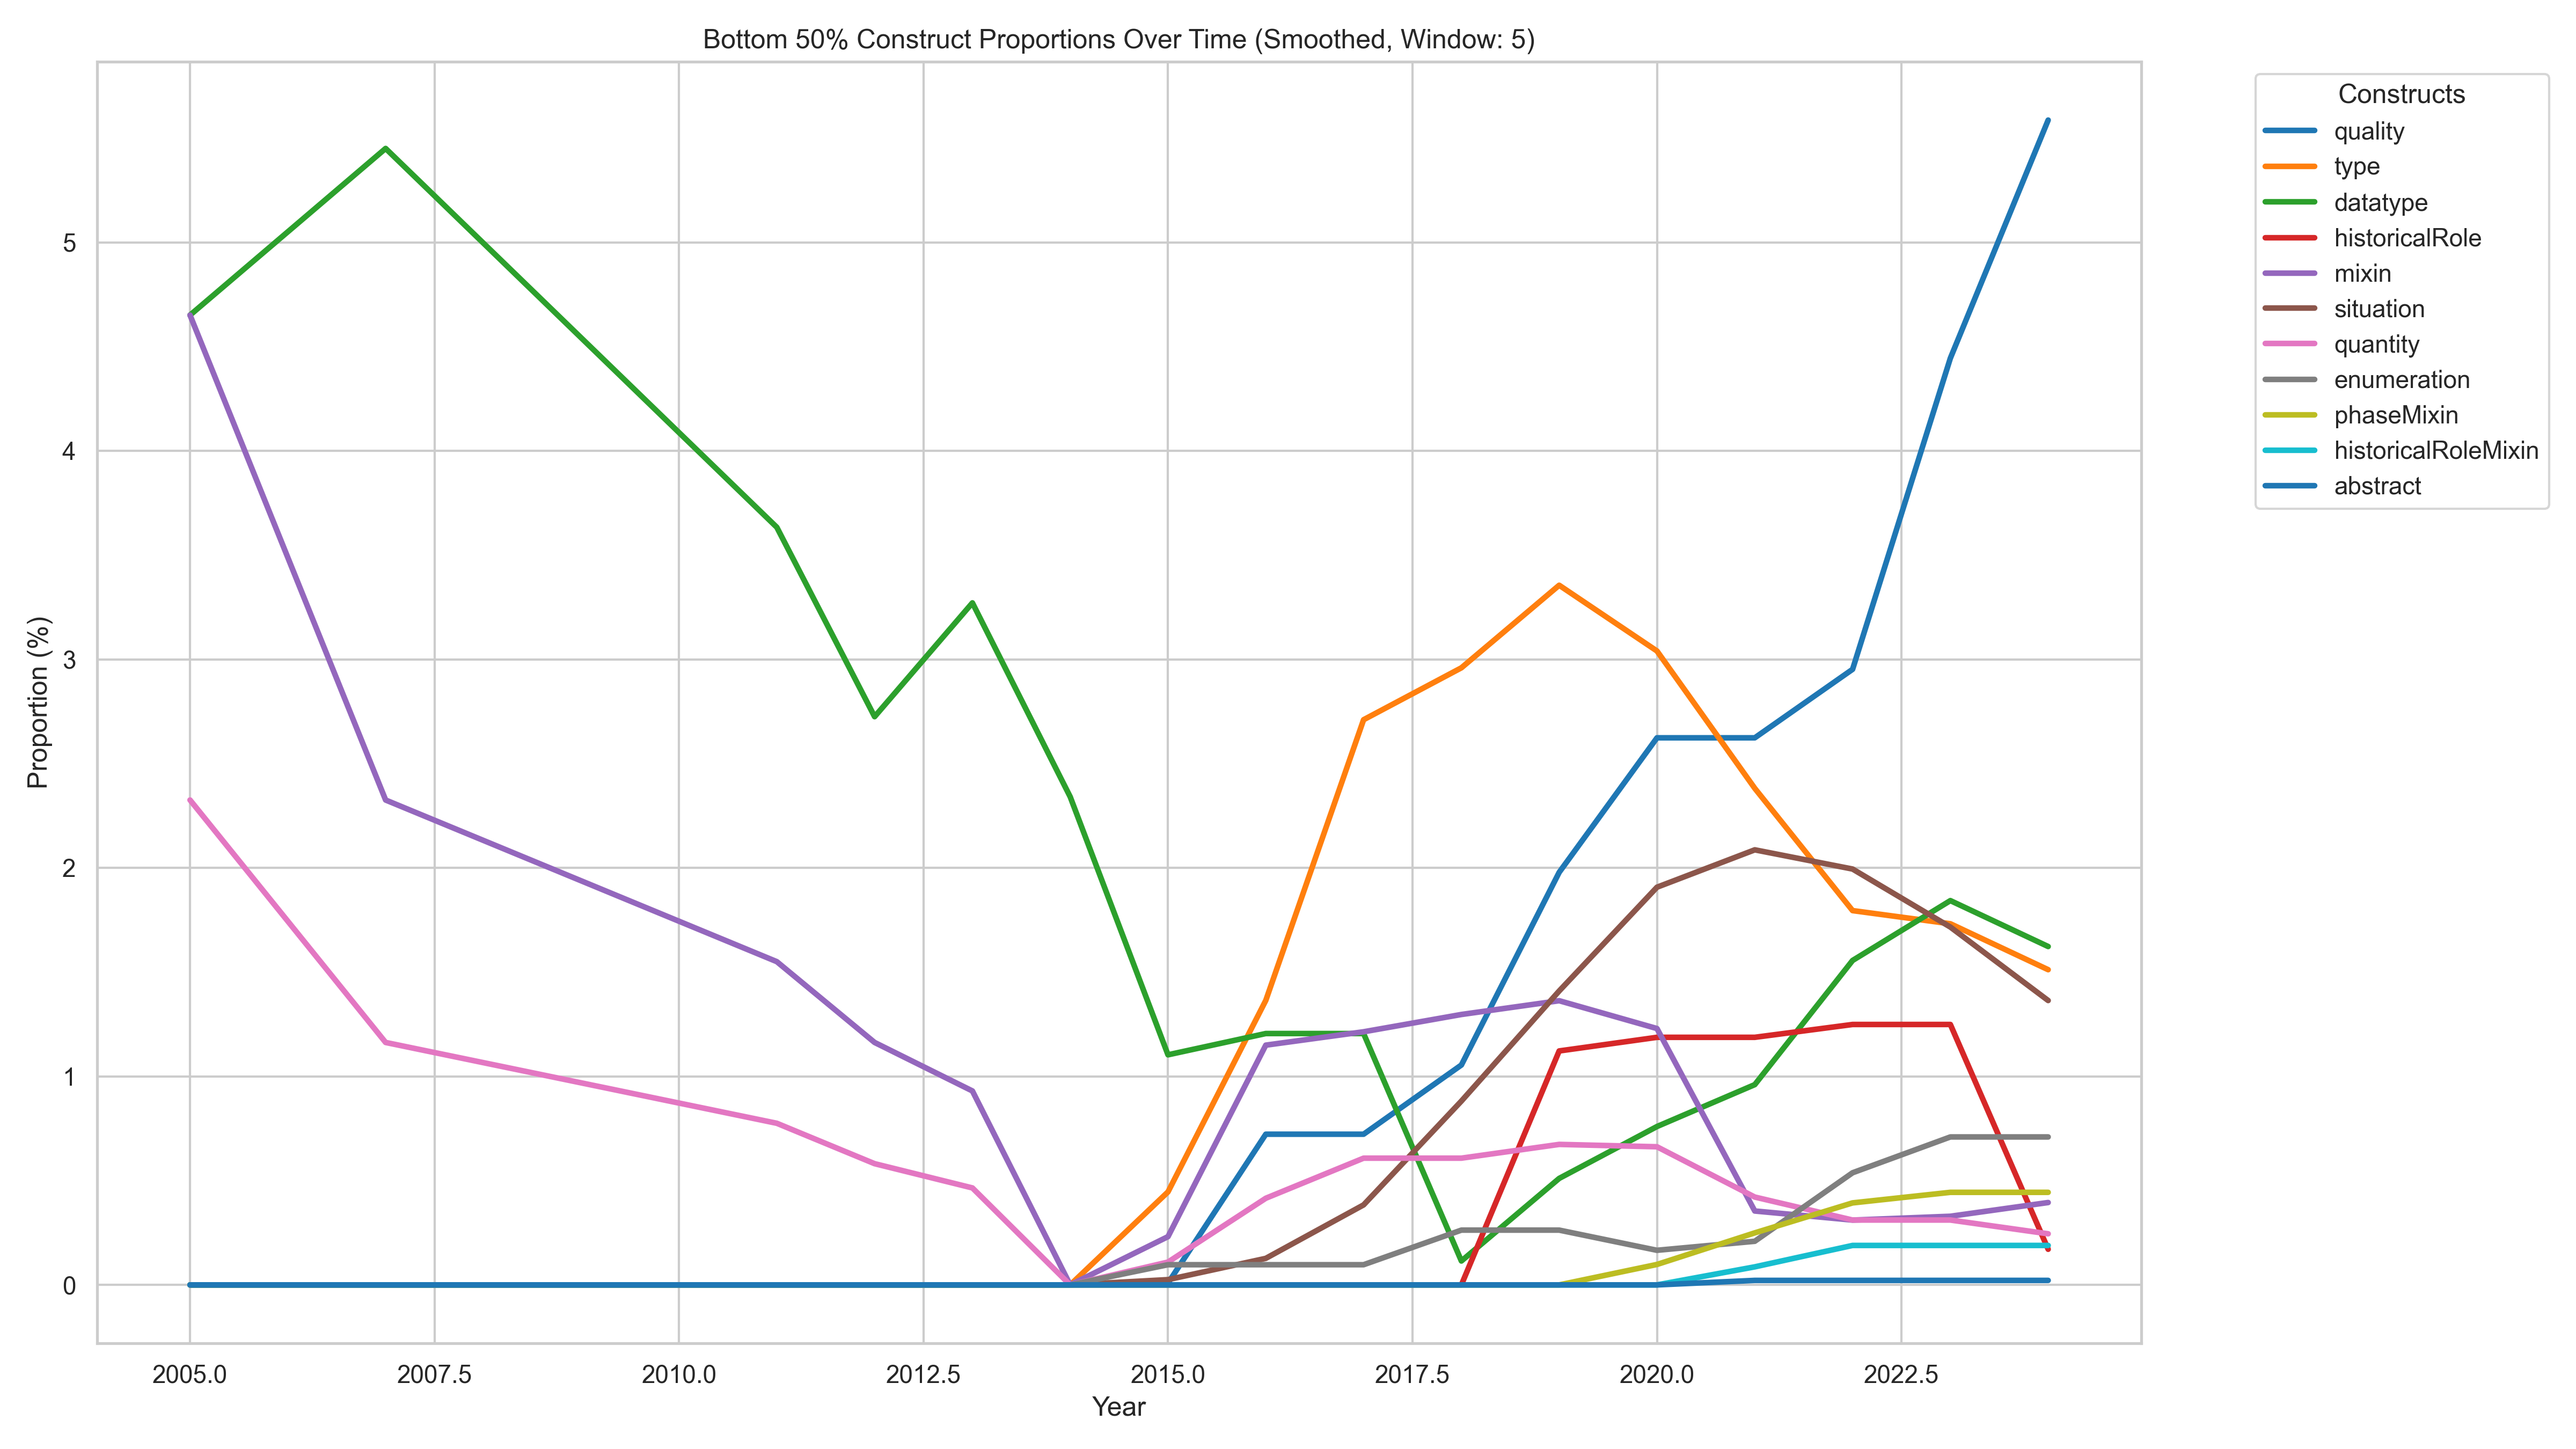 Bottom 50% Construct Proportions Over Time (Smoothed, Window: 5)
Constructs
quality
type
datatype
historicalRole
mixin
situation
quantity
enumeration
phaseMixin
historicalRoleMixin
abstract
Proportion (%)
5
4
3
2
1
0
2005.0 2007.5 2010.0 2012.5 2015.0 2017.5 2020.0 2022.5
Year